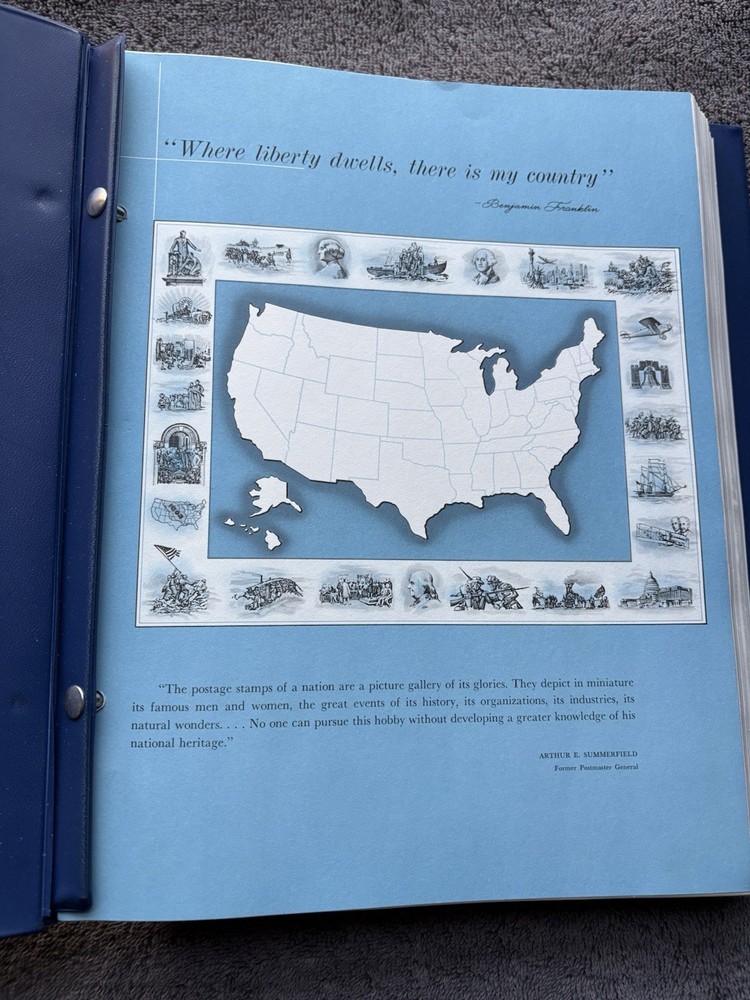 “Where liberty dwells, there is my country”
-Benjamin Franklin
“The postage stamps of a nation are a picture gallery of its glories. They depict in miniature
its famous men and women, the great events of its history, its organizations, its industries, its
natural wonders. . . . No one can pursue this hobby without developing a greater knowledge of his
national heritage.”
ARTHUR E. SUMMERFIELD
Former Postmaster General